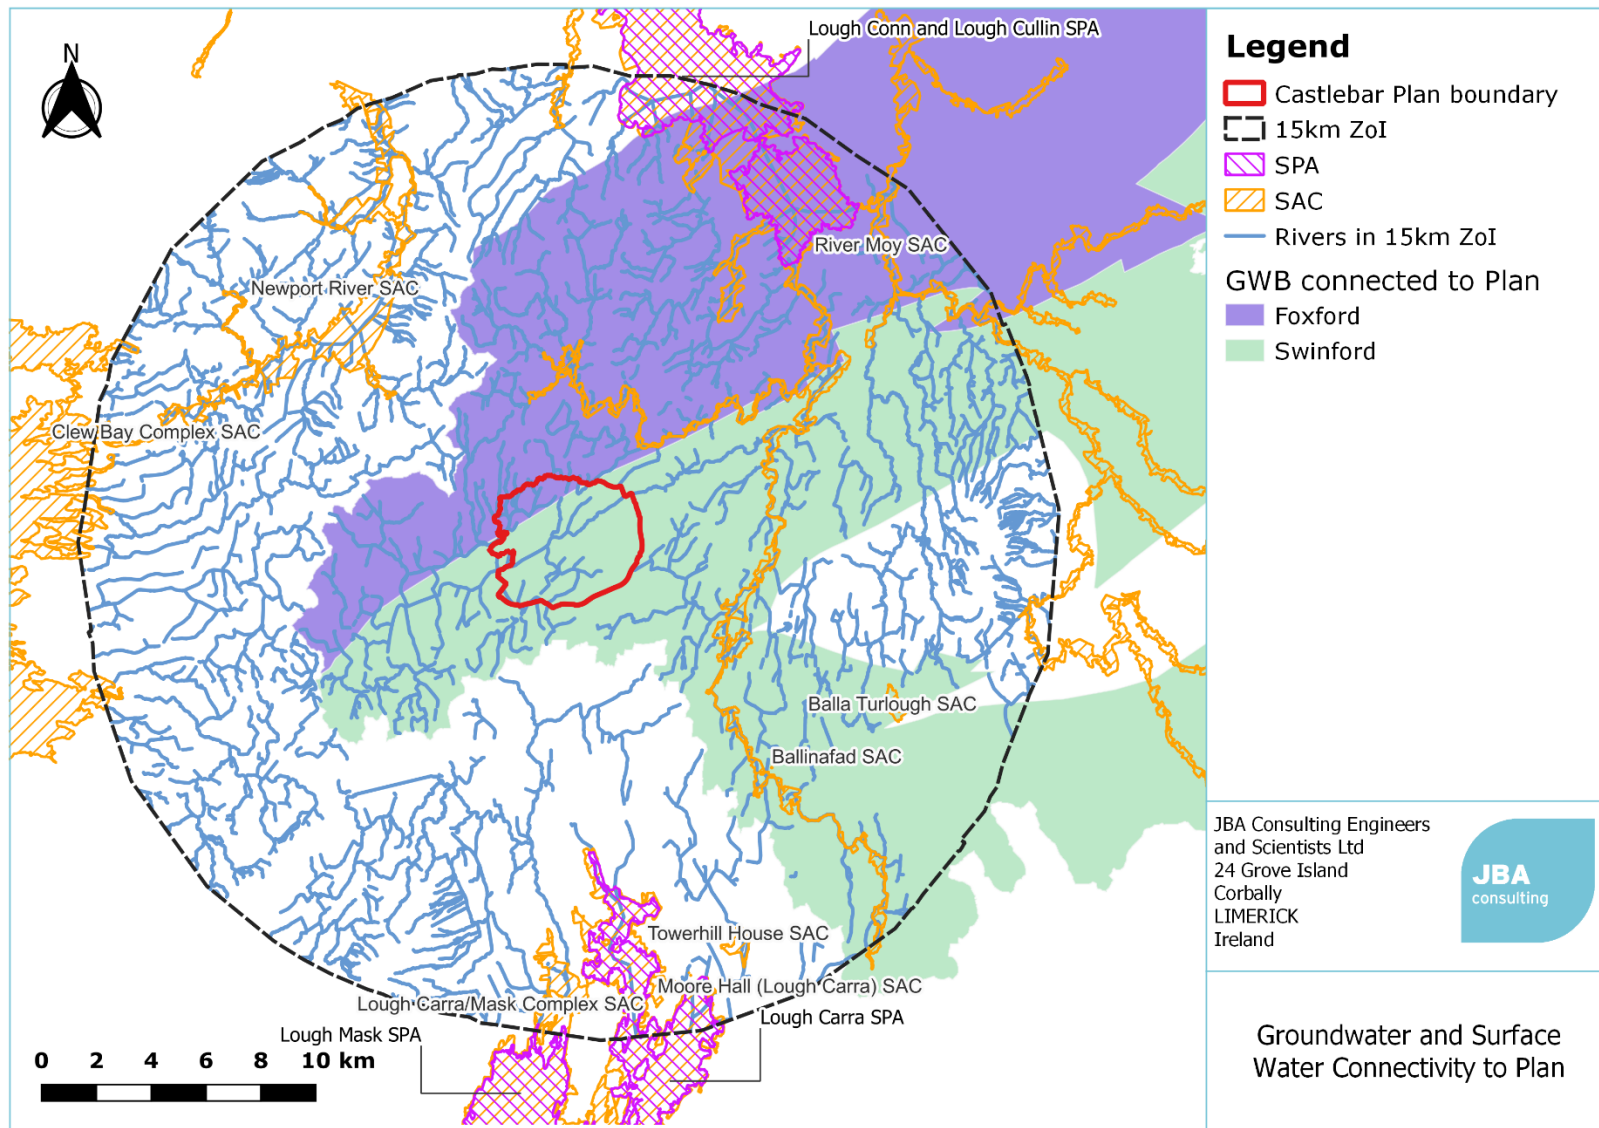 N
Lough Conn and Lough Cullin SPA
River Moy SAC
Newport River SAC
Clew Bay Complex SAC
Balla Turlough SAC
Ballinafad SAC
Towerhill House SAC
Moore Hall (Lough Carra) SAC
Lough Carra/Mask Complex SAC
Lough Carra SPA
Lough Mask SPA
0 2 4 6 8 10 km
Legend
Castlebar Plan boundary
15km ZoI
SPA
SAC
Rivers in 15km ZoI
GWB connected to Plan
Foxford
Swinford
JBA Consulting Engineers
and Scientists Ltd
24 Grove Island
Corbally
LIMERICK
Ireland
JBA
consulting
Groundwater and Surface
Water Connectivity to Plan